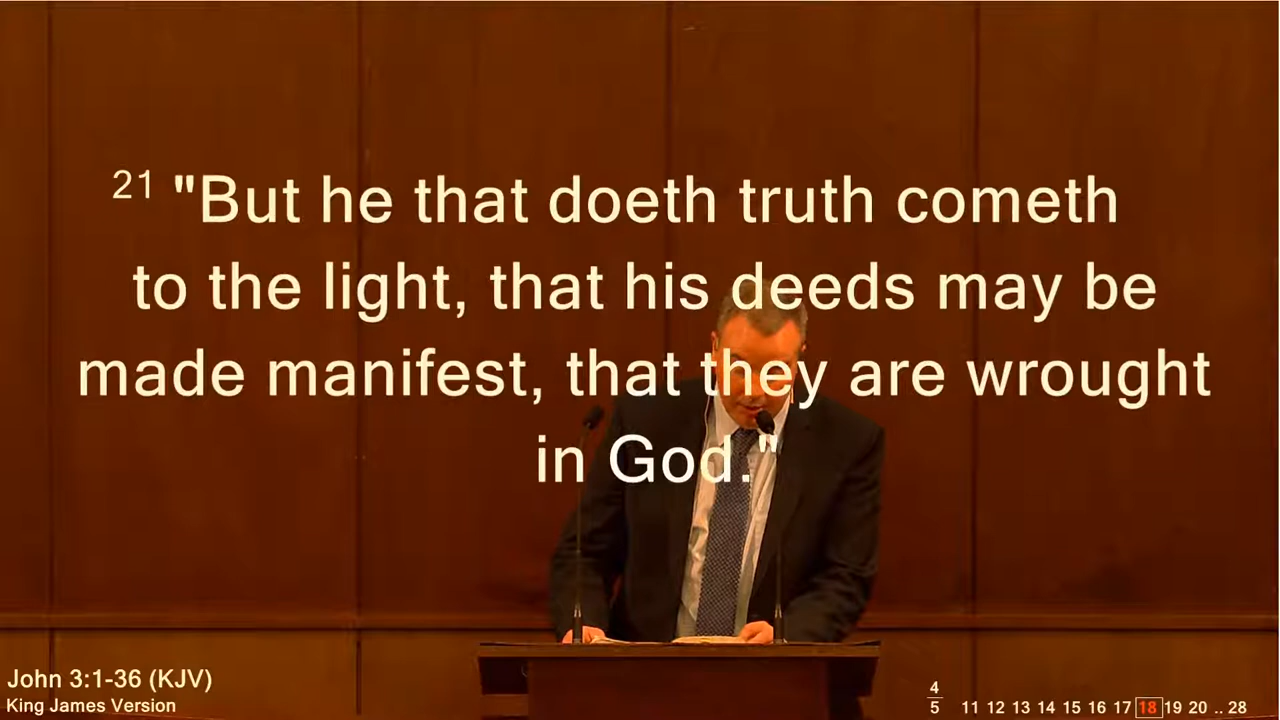 21 "But he that doeth truth cometh
to the light, that his deeds may be
made manifest, that they are wrought
in God."
John 3:1-36 (KJV)
King James Version
4
5 11 12 13 14 15 16 17 18 19 20 .. 28